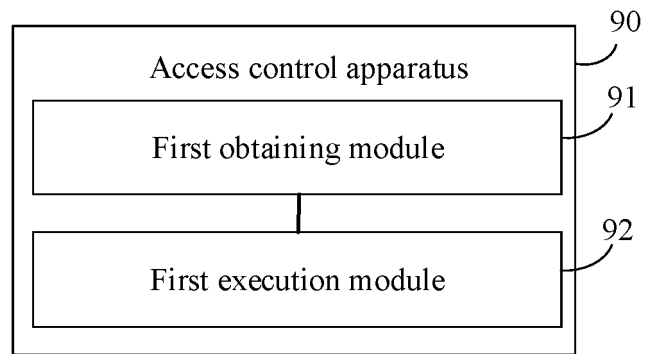 90
Access control apparatus
91
First obtaining module
92
First execution module